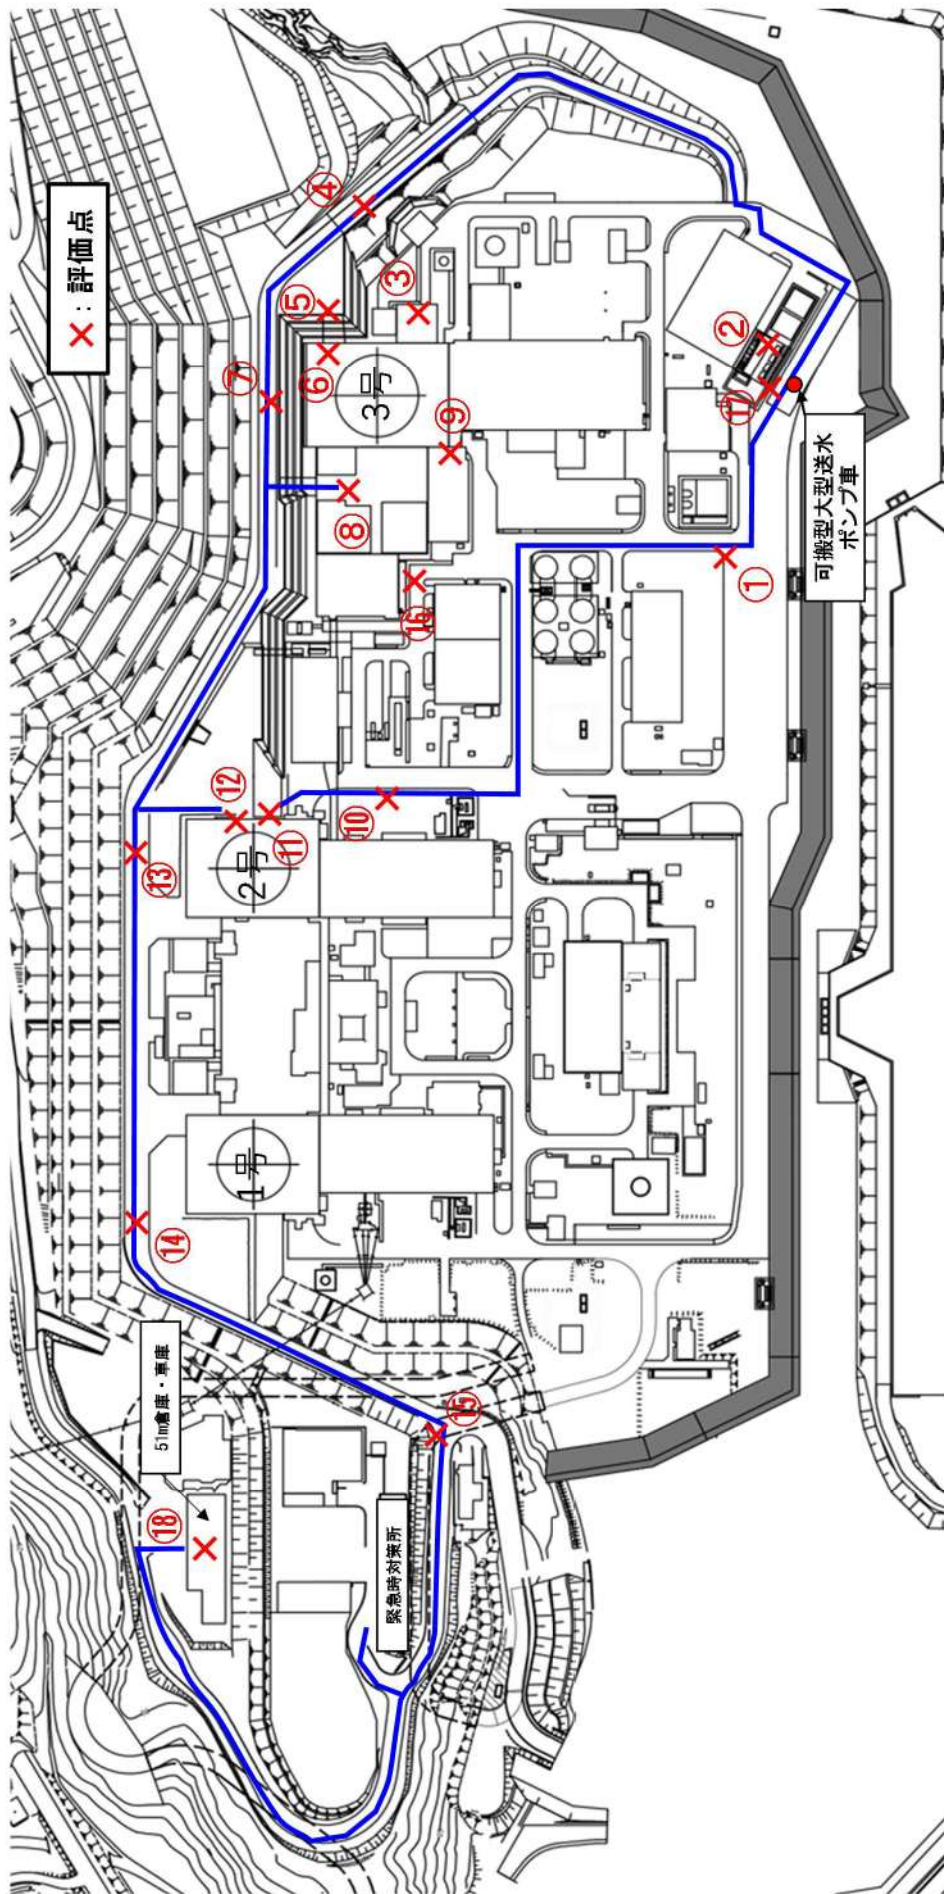 ×：評価点
④
⑤
③
⑦
⑥
3号
⑨
②
⑰
⑧
可搬型大型送水
ポンプ車
①
⑯
⑫
⑩
⑪
2号
⑬
1号
⑭
51m倉庫・車庫
⑮
⑱
緊急時対策所